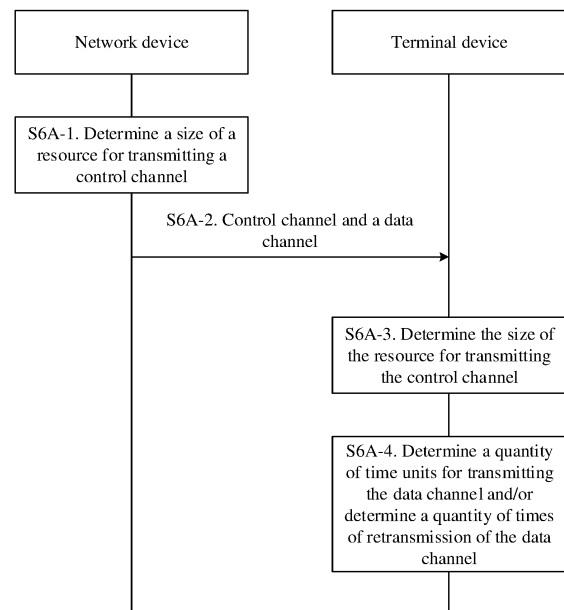 Network device
Terminal device
S6A-1. Determine a size of a
resource for transmitting a
control channel
S6A-2. Control channel and a data
channel
S6A-3. Determine the size of
the resource for transmitting
the control channel
S6A-4. Determine a quantity
of time units for transmitting
the data channel and/or
determine a quantity of times
of retransmission of the data
channel